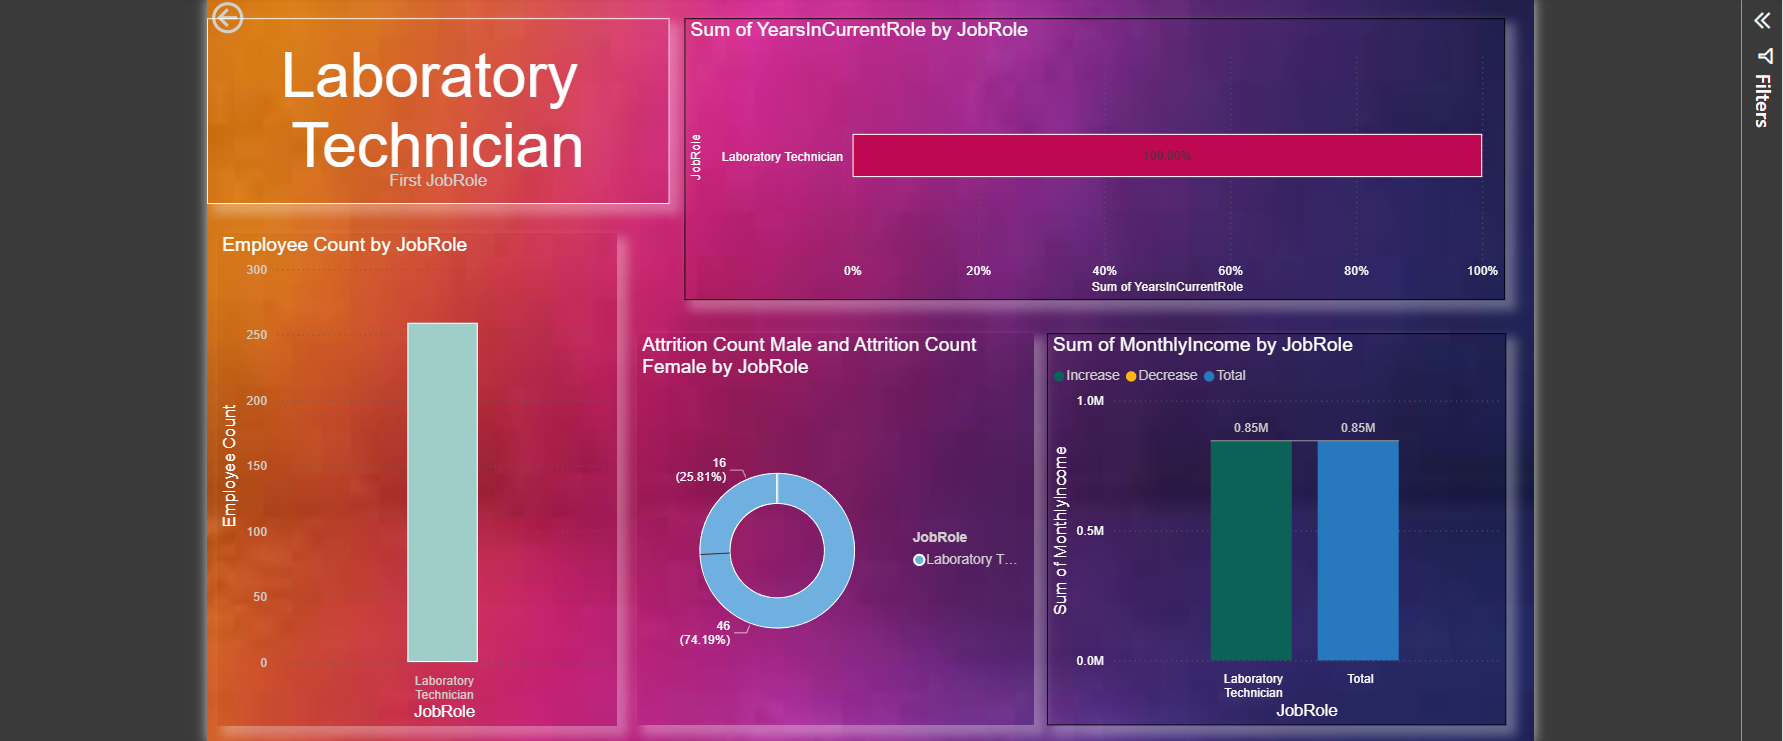 Laboratory
Technician
First JobRole
Sum of YearsInCurrentRole by JobRole
JobRole
Laboratory Technician
100.00%
0%
20%
40%
60%
80%
100%
Sum of YearsInCurrentRole
Employee Count by JobRole
Employee Count
300
250
200
150
100
50
0
Laboratory
Technician
JobRole
Attrition Count Male and Attrition Count
Female by JobRole
16
(25.81%)
46
(74.19%)
JobRole
Laboratory T...
Sum of MonthlyIncome by JobRole
Increase
Decrease
Total
Sum of MonthlyIncome
1.0M
0.5M
0.0M
0.85M
0.85M
Laboratory
Technician
Total
JobRole
Filters